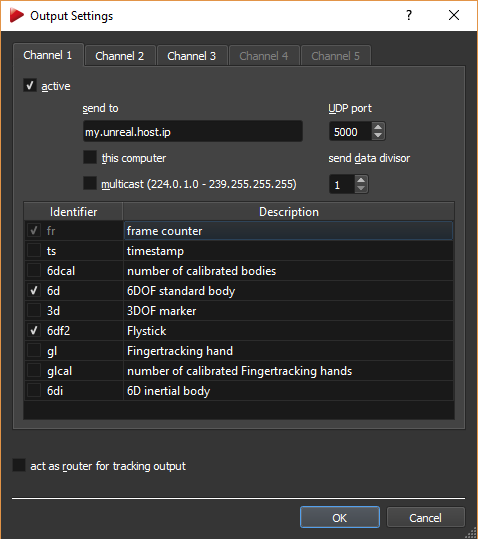 Output Settings
Channel 1 Channel 2 Channel 3 Channel 4 Channel 5
active
send to UDP port
my.unreal.host.ip 5000
this computer send data divisor
multicast (224.0.1.0 - 239.255.255.255) 1
Identifier Description
fr frame counter
ts timestamp
6dcal number of calibrated bodies
6d 6DOF standard body
3d 3DOF marker
6df2 Flystick
gl Fingertracking hand
glcal number of calibrated Fingertracking hands
6di 6D inertial body
act as router for tracking output
OK Cancel